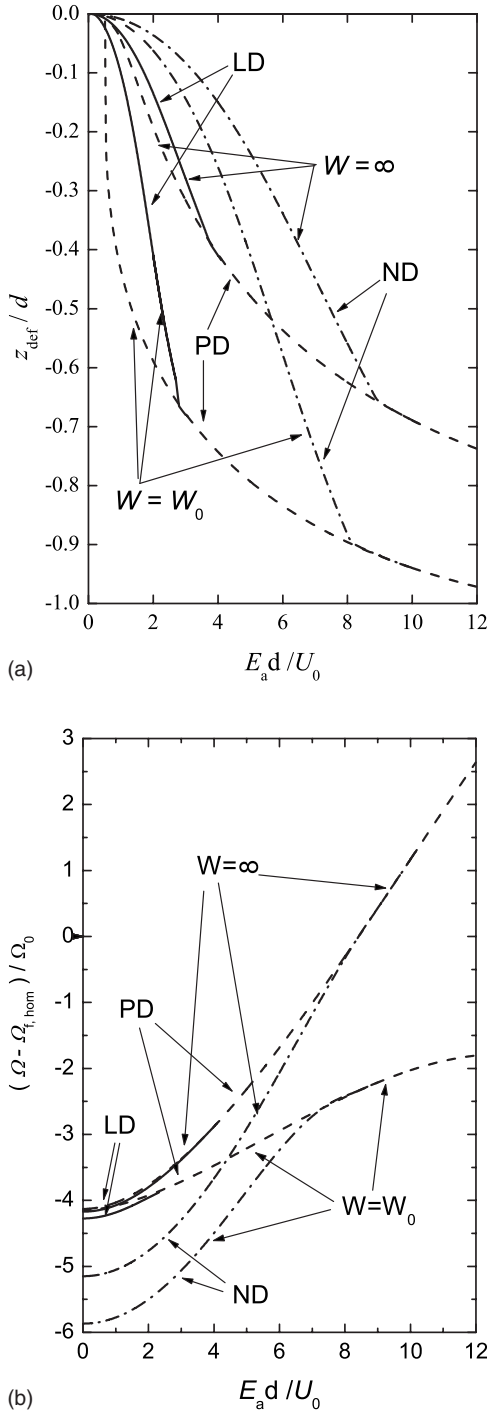 0.0
-0.1
-0.2
-0.3
-0.4
-0.5
-0.6
-0.7
-0.8
-0.9
-1.0
z_def / d
LD
W = ∞
ND
PD
W = W_0
0 2 4 6 8 10 12
E_a d /U_0
(a)
3
2
1
0
-1
-2
-3
-4
-5
-6
( Ω - Ω_f, hom ) / Ω_0
W=∞
PD
LD
W=W_0
ND
0 2 4 6 8 10 12
E_a d /U_0
(b)